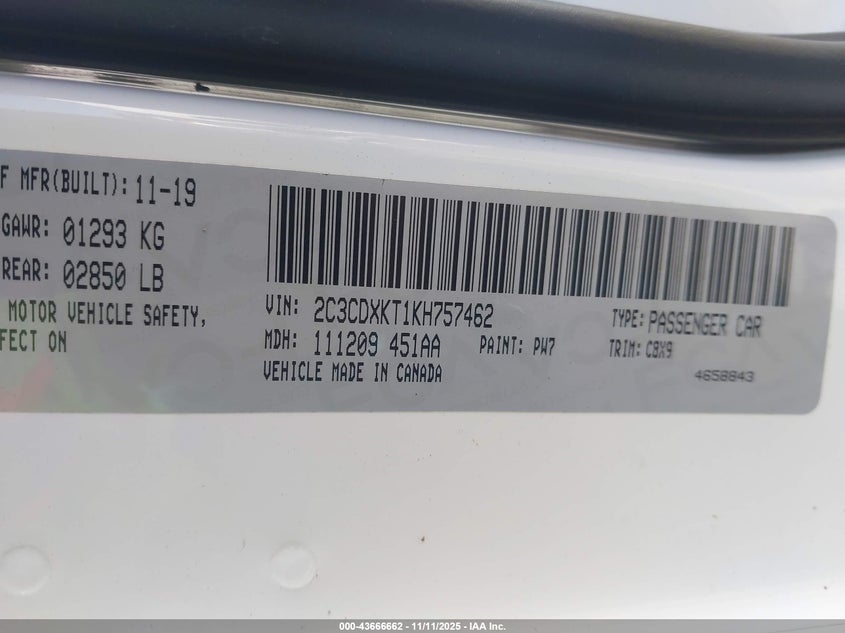 F MFR(BUILT): 11-19
GAWR: 01293 KG
REAR: 02850 LB
MOTOR VEHICLE SAFETY,
FECT ON
VIN: 2C3CDXKT1KH757462
TYPE: PASSENGER CAR
MDH: 111209 451AA PAINT: PW7
TRIM: C8X9
VEHICLE MADE IN CANADA
4658843
000-43666662 - 11/11/2025 - IAA Inc.